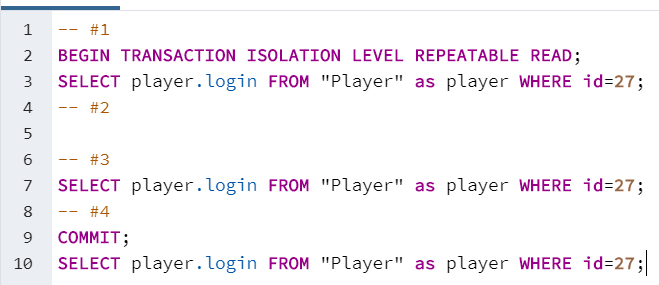 1 -- #1
2 BEGIN TRANSACTION ISOLATION LEVEL REPEATABLE READ;
3 SELECT player.login FROM "Player" as player WHERE id=27;
4 -- #2
5
6 -- #3
7 SELECT player.login FROM "Player" as player WHERE id=27;
8 -- #4
9 COMMIT;
10 SELECT player.login FROM "Player" as player WHERE id=27;